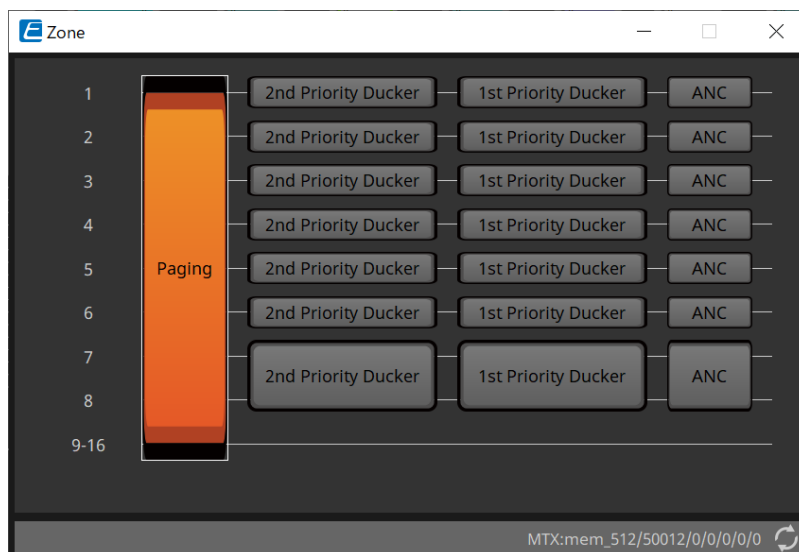 E Zone
1 2nd Priority Ducker 1st Priority Ducker ANC
2 2nd Priority Ducker 1st Priority Ducker ANC
3 2nd Priority Ducker 1st Priority Ducker ANC
4 2nd Priority Ducker 1st Priority Ducker ANC
5 Paging 2nd Priority Ducker 1st Priority Ducker ANC
6 2nd Priority Ducker 1st Priority Ducker ANC
7
2nd Priority Ducker 1st Priority Ducker ANC
8
9-16
MTX:mem_512/50012/0/0/0/0/0